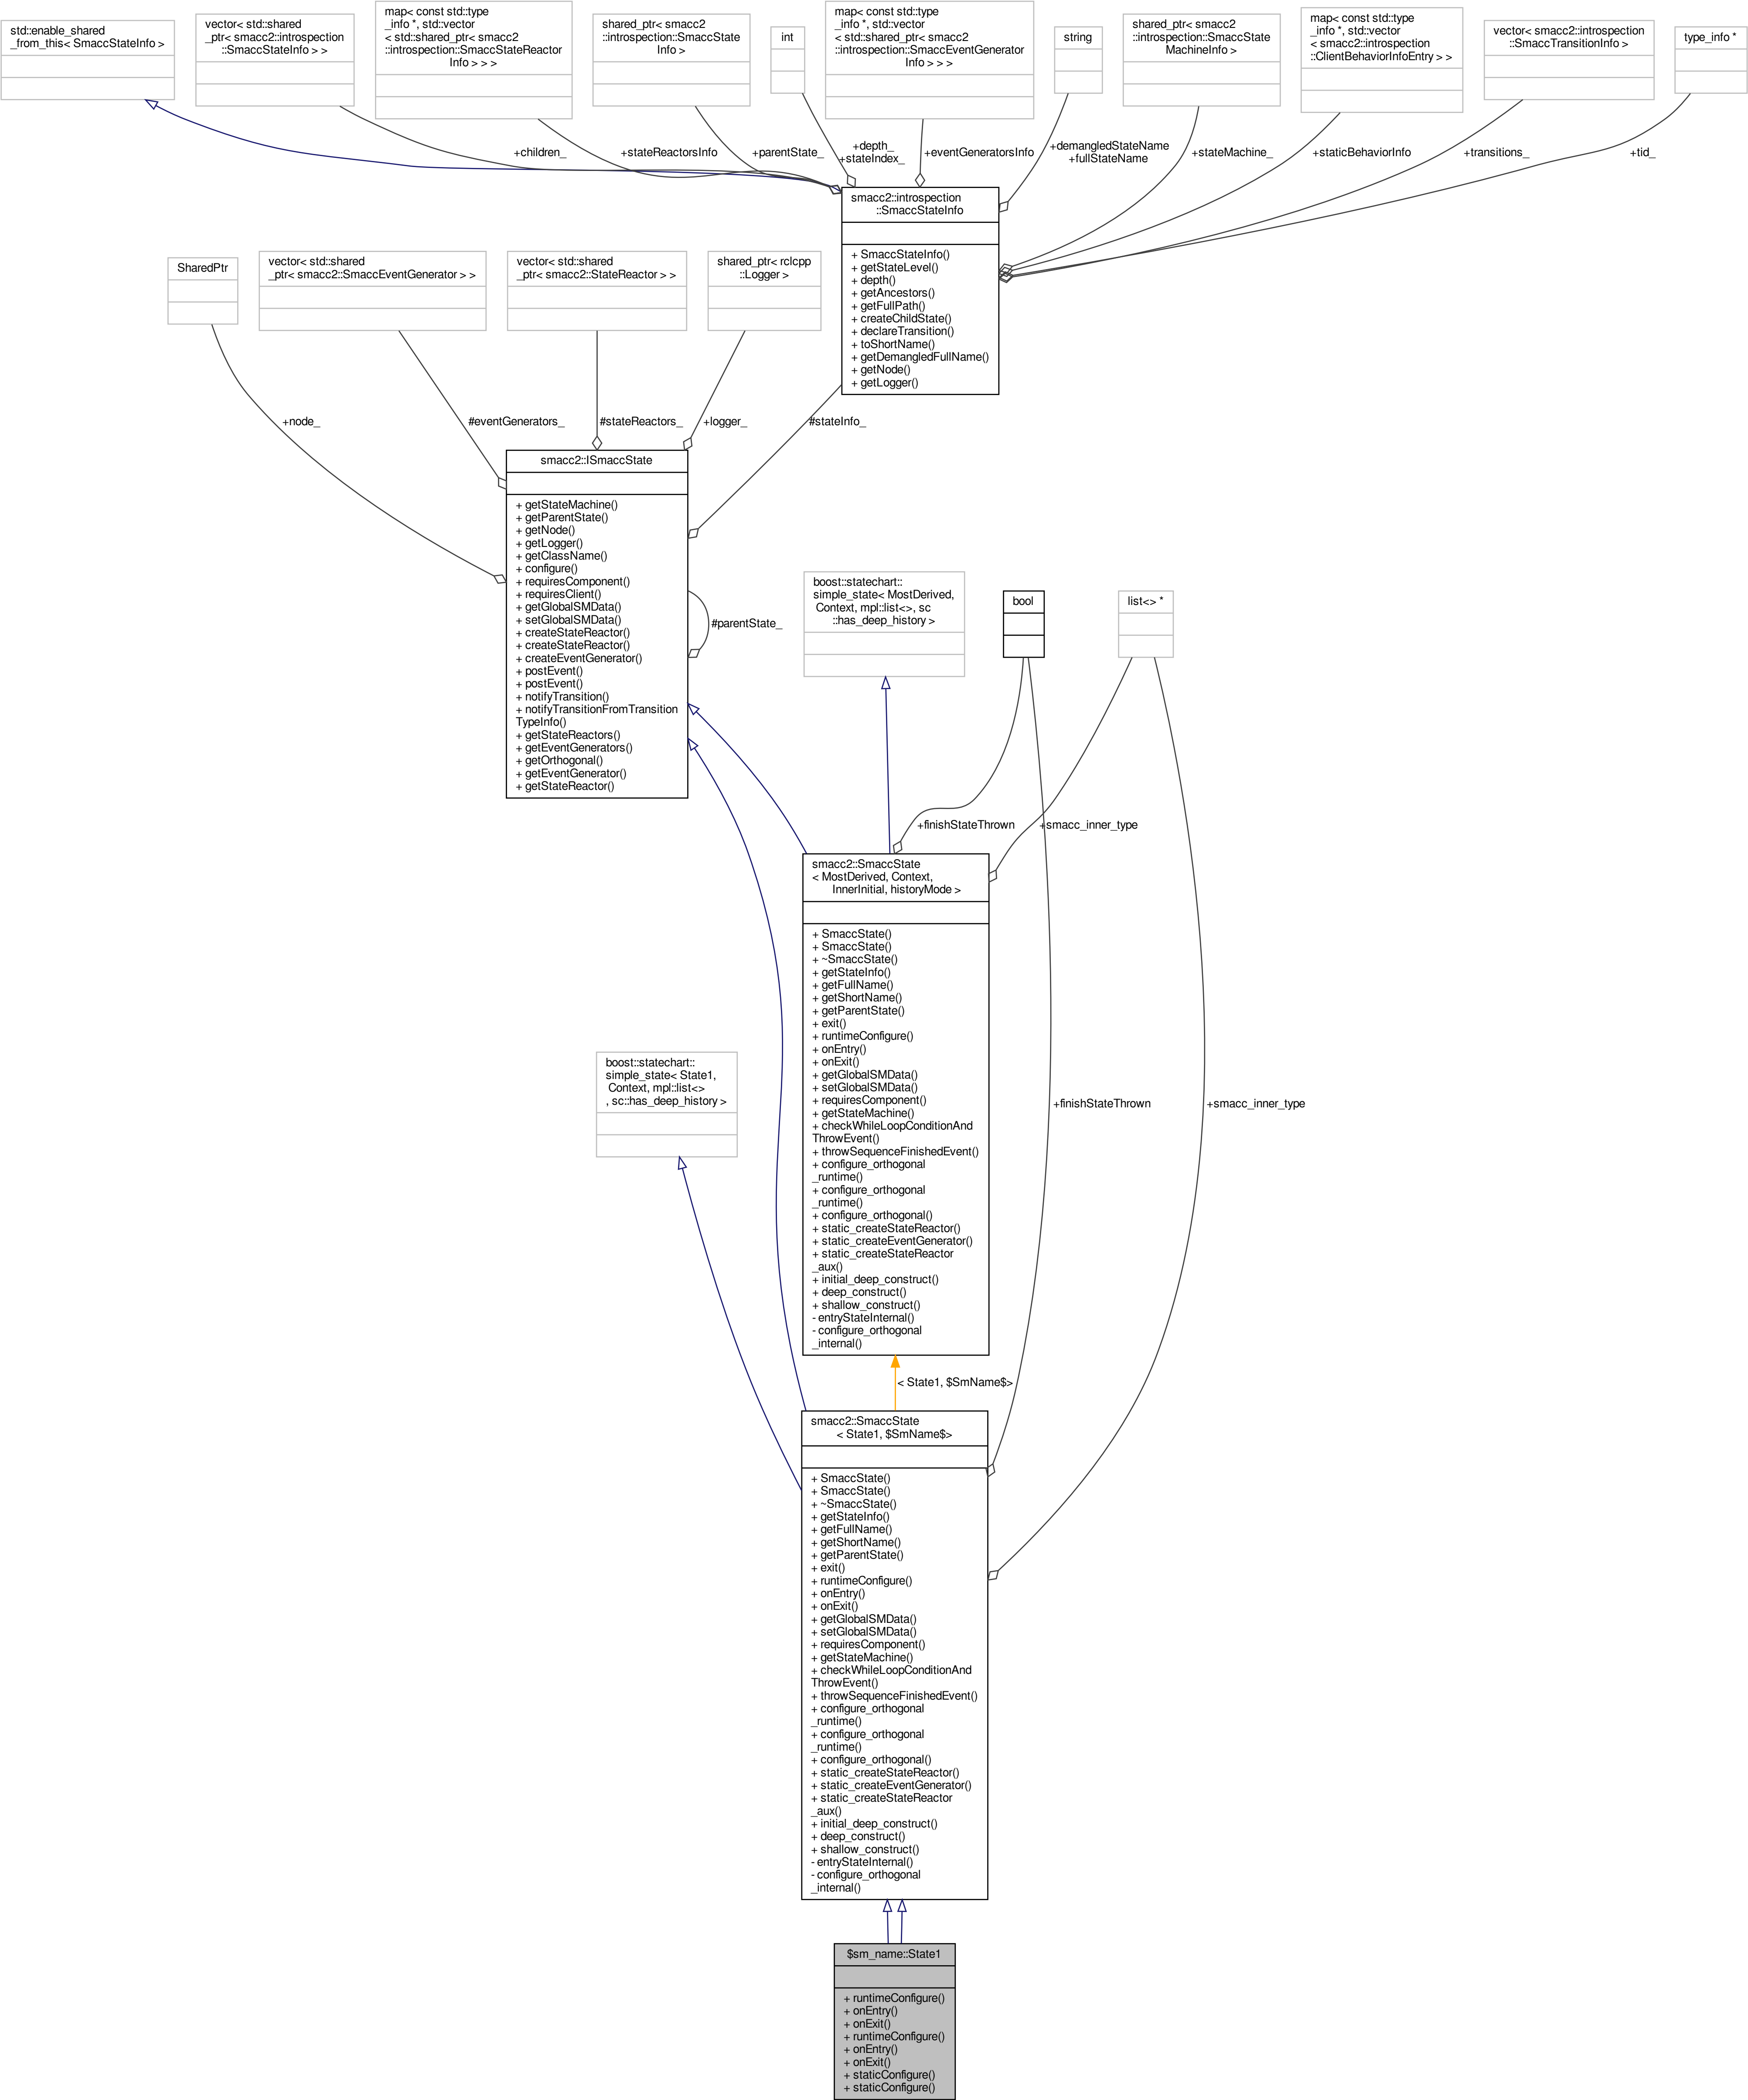 std::enable_shared
_from_this< SmaccStateInfo >
vector< std::shared
_ptr< smacc2::introspection
::SmaccStateInfo > >
map< const std::type
_info *, std::vector
< std::shared_ptr< smacc2
::introspection::SmaccStateReactor
Info > > >
shared_ptr< smacc2
::introspection::SmaccState
Info >
int
map< const std::type
_info *, std::vector
< std::shared_ptr< smacc2
::introspection::SmaccEventGenerator
Info > > >
string
shared_ptr< smacc2
::introspection::SmaccState
MachineInfo >
map< const std::type
_info *, std::vector
< smacc2::introspection
::ClientBehaviorInfoEntry > >
vector< smacc2::introspection
::SmaccTransitionInfo >
type_info *
+children_
+stateReactorsInfo
+parentState_
+depth_
+stateIndex_
+eventGeneratorsInfo
+demangledStateName
+fullStateName
+stateMachine_
+staticBehaviorInfo
+transitions_
+tid_
smacc2::introspection
::SmaccStateInfo
+ SmaccStateInfo()
+ getStateLevel()
+ depth()
+ getAncestors()
+ getFullPath()
+ createChildState()
+ declareTransition()
+ toShortName()
+ getDemangledFullName()
+ getNode()
+ getLogger()
SharedPtr
vector< std::shared
_ptr< smacc2::SmaccEventGenerator > >
vector< std::shared
_ptr< smacc2::StateReactor > >
shared_ptr< rclcpp
::Logger >
+node_
#eventGenerators_
#stateReactors_
+logger_
#stateInfo_
smacc2::ISmaccState
+ getStateMachine()
+ getParentState()
+ getNode()
+ getLogger()
+ getClassName()
+ configure()
+ requiresComponent()
+ requiresClient()
+ getGlobalSMData()
+ setGlobalSMData()
+ createStateReactor()
+ createStateReactor()
+ createEventGenerator()
+ postEvent()
+ postEvent()
+ notifyTransition()
+ notifyTransitionFromTransition
TypeInfo()
+ getStateReactors()
+ getEventGenerators()
+ getOrthogonal()
+ getEventGenerator()
+ getStateReactor()
#parentState_
boost::statechart::
simple_state< MostDerived,
Context, mpl::list<>, sc
::has_deep_history >
bool
list<> *
+finishStateThrown
+smacc_inner_type
smacc2::SmaccState
< MostDerived, Context,
InnerInitial, historyMode >
+ SmaccState()
+ SmaccState()
+ ~SmaccState()
+ getStateInfo()
+ getFullName()
+ getShortName()
+ getParentState()
+ exit()
+ runtimeConfigure()
+ onEntry()
+ onExit()
+ getGlobalSMData()
+ setGlobalSMData()
+ requiresComponent()
+ getStateMachine()
+ checkWhileLoopConditionAnd
ThrowEvent()
+ throwSequenceFinishedEvent()
+ configure_orthogonal
_runtime()
+ configure_orthogonal
_runtime()
+ configure_orthogonal()
+ static_createStateReactor()
+ static_createEventGenerator()
+ static_createStateReactor
_aux()
+ initial_deep_construct()
+ deep_construct()
+ shallow_construct()
- entryStateInternal()
- configure_orthogonal
_internal()
boost::statechart::
simple_state< State1,
Context, mpl::list<>
, sc::has_deep_history >
+finishStateThrown
+smacc_inner_type
< State1, $SmName$>
smacc2::SmaccState
< State1, $SmName$>
+ SmaccState()
+ SmaccState()
+ ~SmaccState()
+ getStateInfo()
+ getFullName()
+ getShortName()
+ getParentState()
+ exit()
+ runtimeConfigure()
+ onEntry()
+ onExit()
+ getGlobalSMData()
+ setGlobalSMData()
+ requiresComponent()
+ getStateMachine()
+ checkWhileLoopConditionAnd
ThrowEvent()
+ throwSequenceFinishedEvent()
+ configure_orthogonal
_runtime()
+ configure_orthogonal
_runtime()
+ configure_orthogonal()
+ static_createStateReactor()
+ static_createEventGenerator()
+ static_createStateReactor
_aux()
+ initial_deep_construct()
+ deep_construct()
+ shallow_construct()
- entryStateInternal()
- configure_orthogonal
_internal()
$sm_name::State1
+ runtimeConfigure()
+ onEntry()
+ onExit()
+ runtimeConfigure()
+ onEntry()
+ onExit()
+ staticConfigure()
+ staticConfigure()